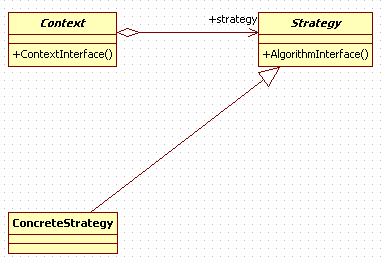 Context
+ContextInterface()
+strategy
Strategy
+AlgorithmInterface()
ConcreteStrategy